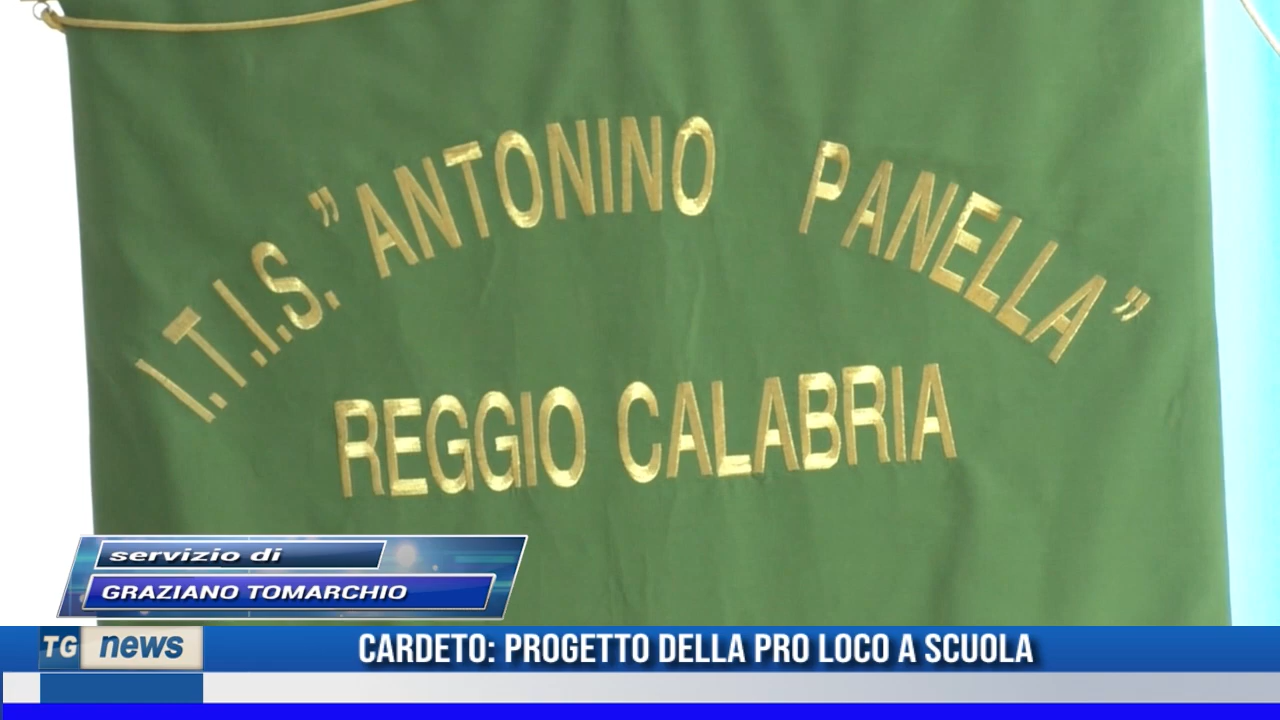 I.T.I.S. "ANTONINO PANELLA"
REGGIO CALABRIA
servizio di
GRAZIANO TOMARCHIO
TG news
CARDETO: PROGETTO DELLA PRO LOCO A SCUOLA